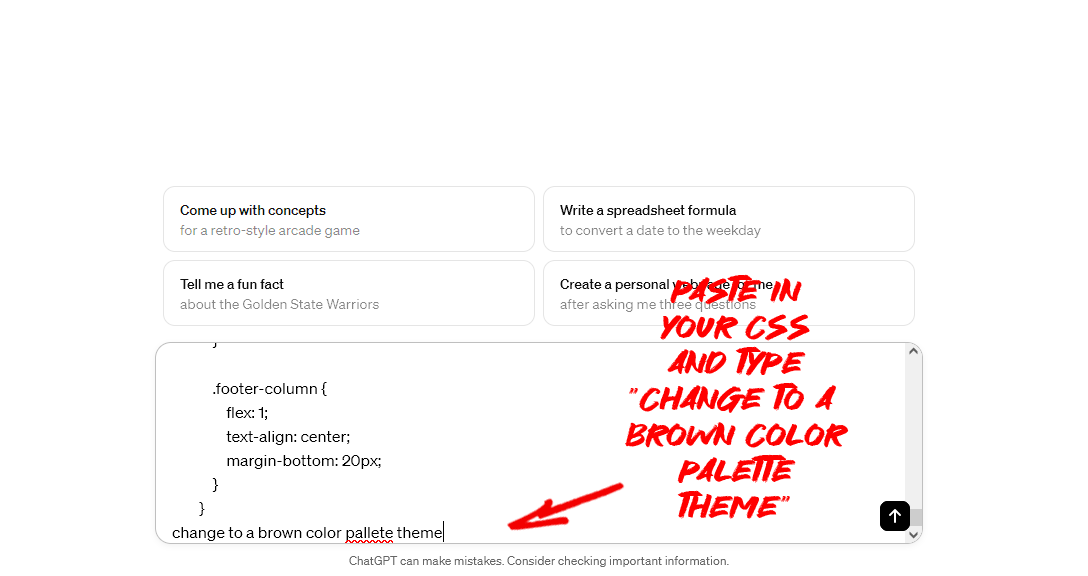 Come up with concepts
for a retro-style arcade game
Write a spreadsheet formula
to convert a date to the weekday
Tell me a fun fact
about the Golden State Warriors
Create a personal webpage for me
after asking me three questions
PASTE IN
YOUR CSS
AND TYPE
"CHANGE TO A
BROWN COLOR
PALETTE
THEME"
}
.footer-column {
flex: 1;
text-align: center;
margin-bottom: 20px;
}
}
change to a brown color pallete theme
ChatGPT can make mistakes. Consider checking important information.